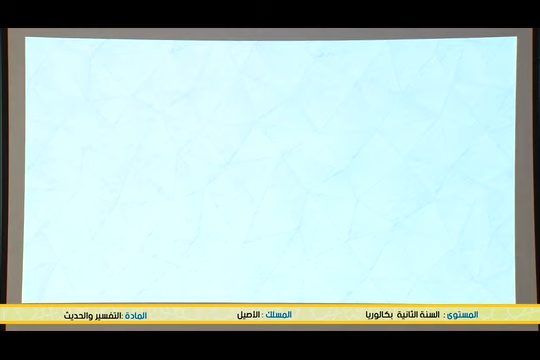 المستوى : السنة الثانية بكالوريا المسلك : الأصيل المادة :التفسير والحديث